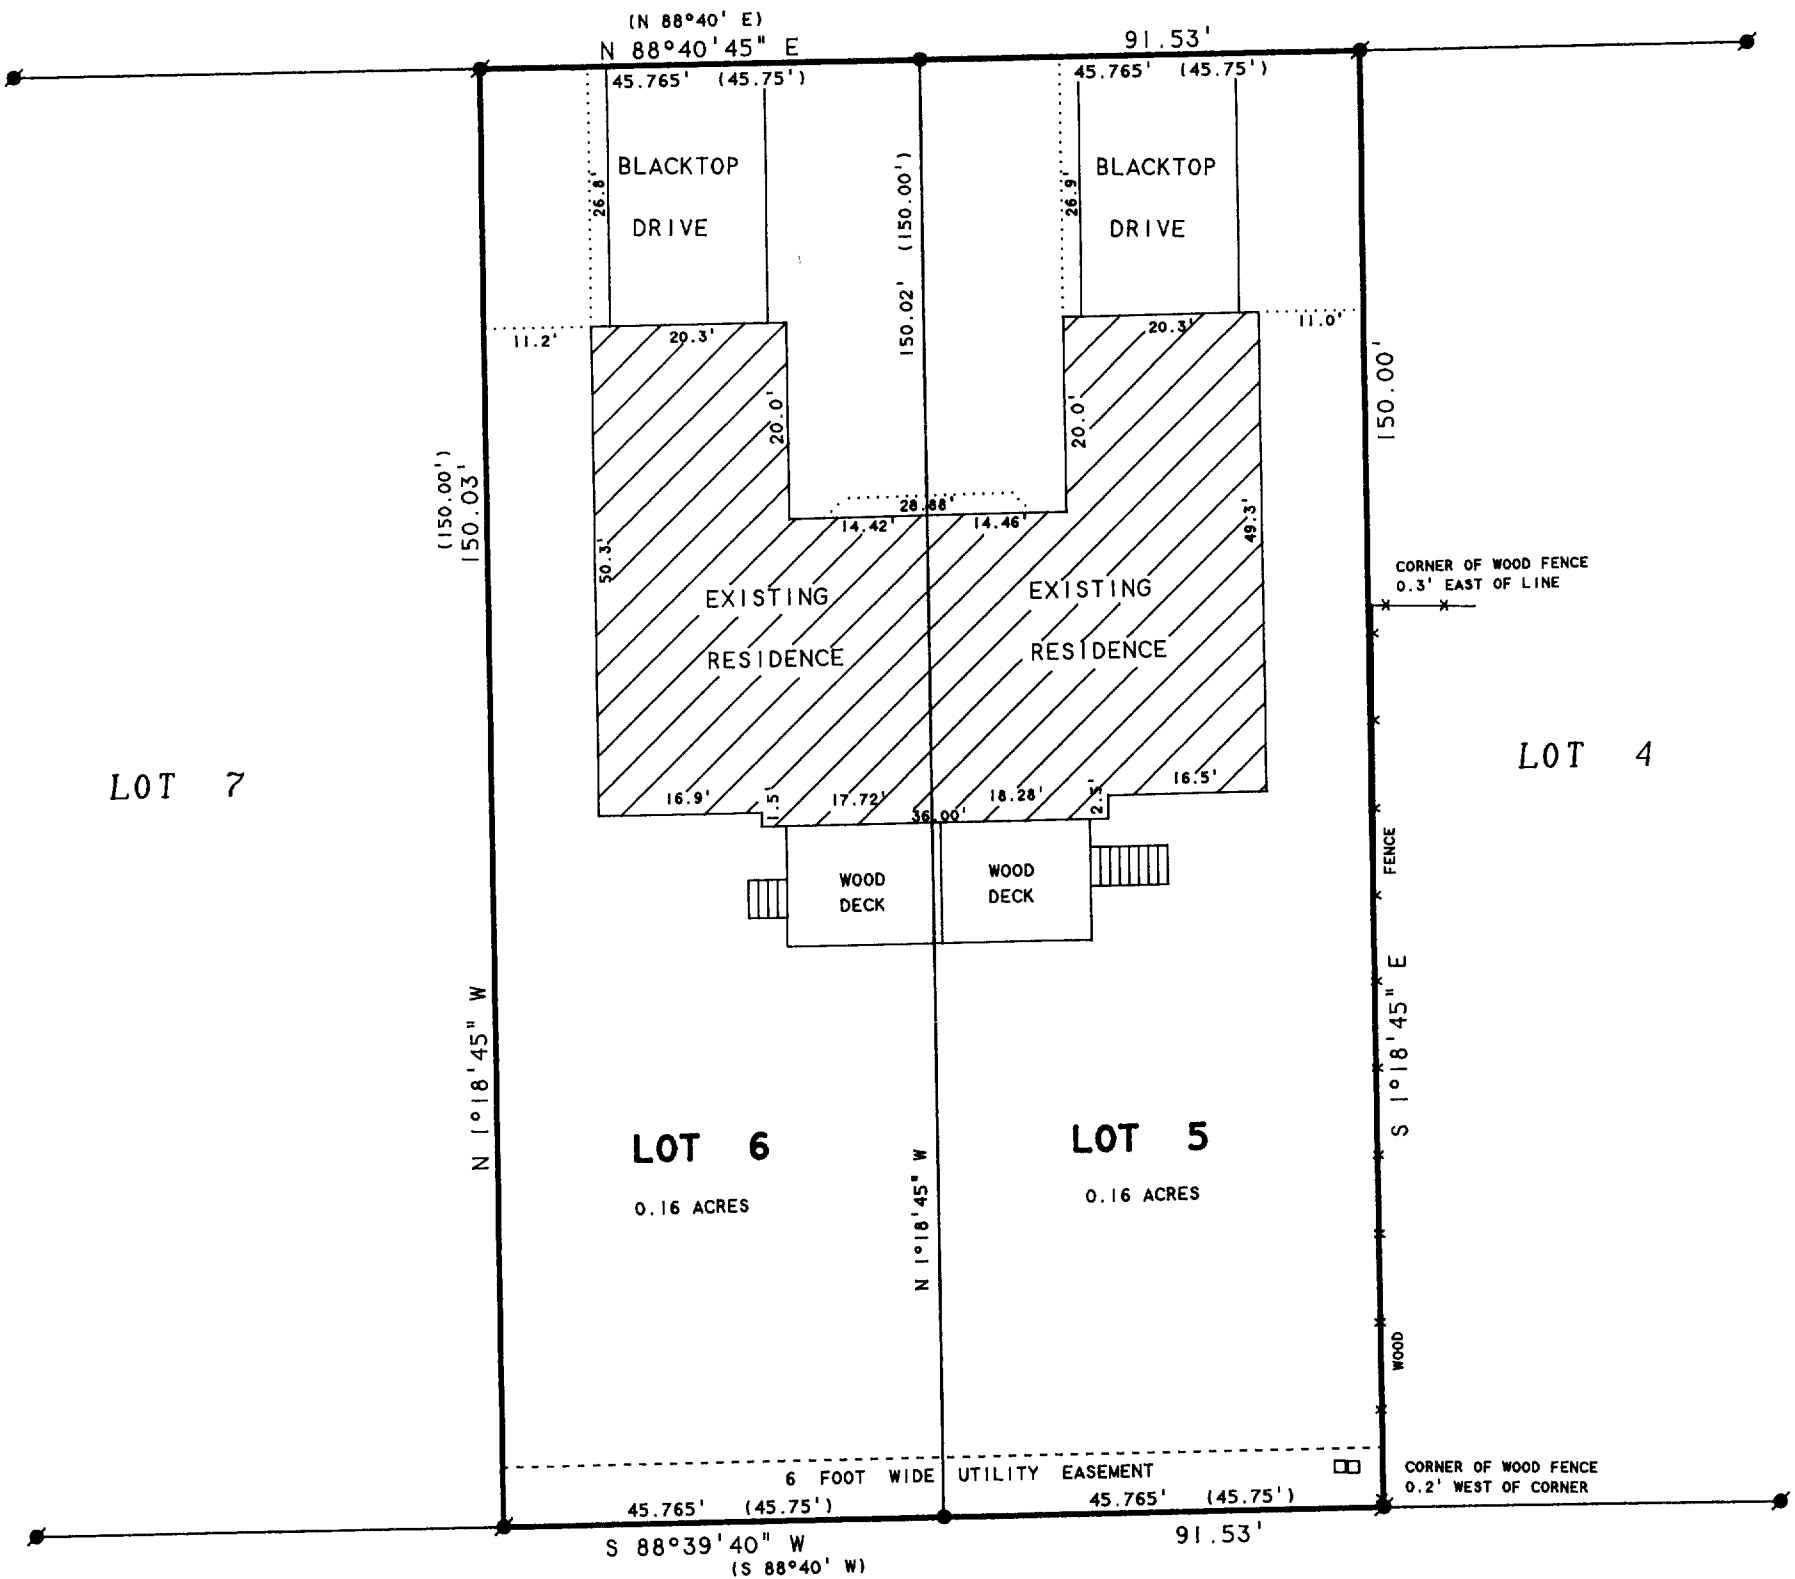 (N 88°40' E)
N 88°40'45" E
91.53'
45.765' (45.75')
45.765' (45.75')
BLACKTOP
DRIVE
BLACKTOP
DRIVE
26.8'
26.9'
150.02' (150.00')
11.2'
20.3'
20.3'
11.0'
20.0'
20.0'
150.00'
(150.00')
150.03'
28.88'
14.42'
14.46'
50.3'
49.3'
EXISTING
RESIDENCE
EXISTING
RESIDENCE
CORNER OF WOOD FENCE
0.3' EAST OF LINE
LOT 7
LOT 4
16.9'
1.5'
17.72'
36.00'
18.28'
2.5'
16.5'
WOOD
DECK
WOOD
DECK
FENCE
N 1°18'45" W
S 1°18'45" E
LOT 6
0.16 ACRES
LOT 5
0.16 ACRES
N 1°18'45" W
WOOD
6 FOOT WIDE UTILITY EASEMENT
CORNER OF WOOD FENCE
0.2' WEST OF CORNER
45.765' (45.75')
45.765' (45.75')
S 88°39'40" W
(S 88°40' W)
91.53'